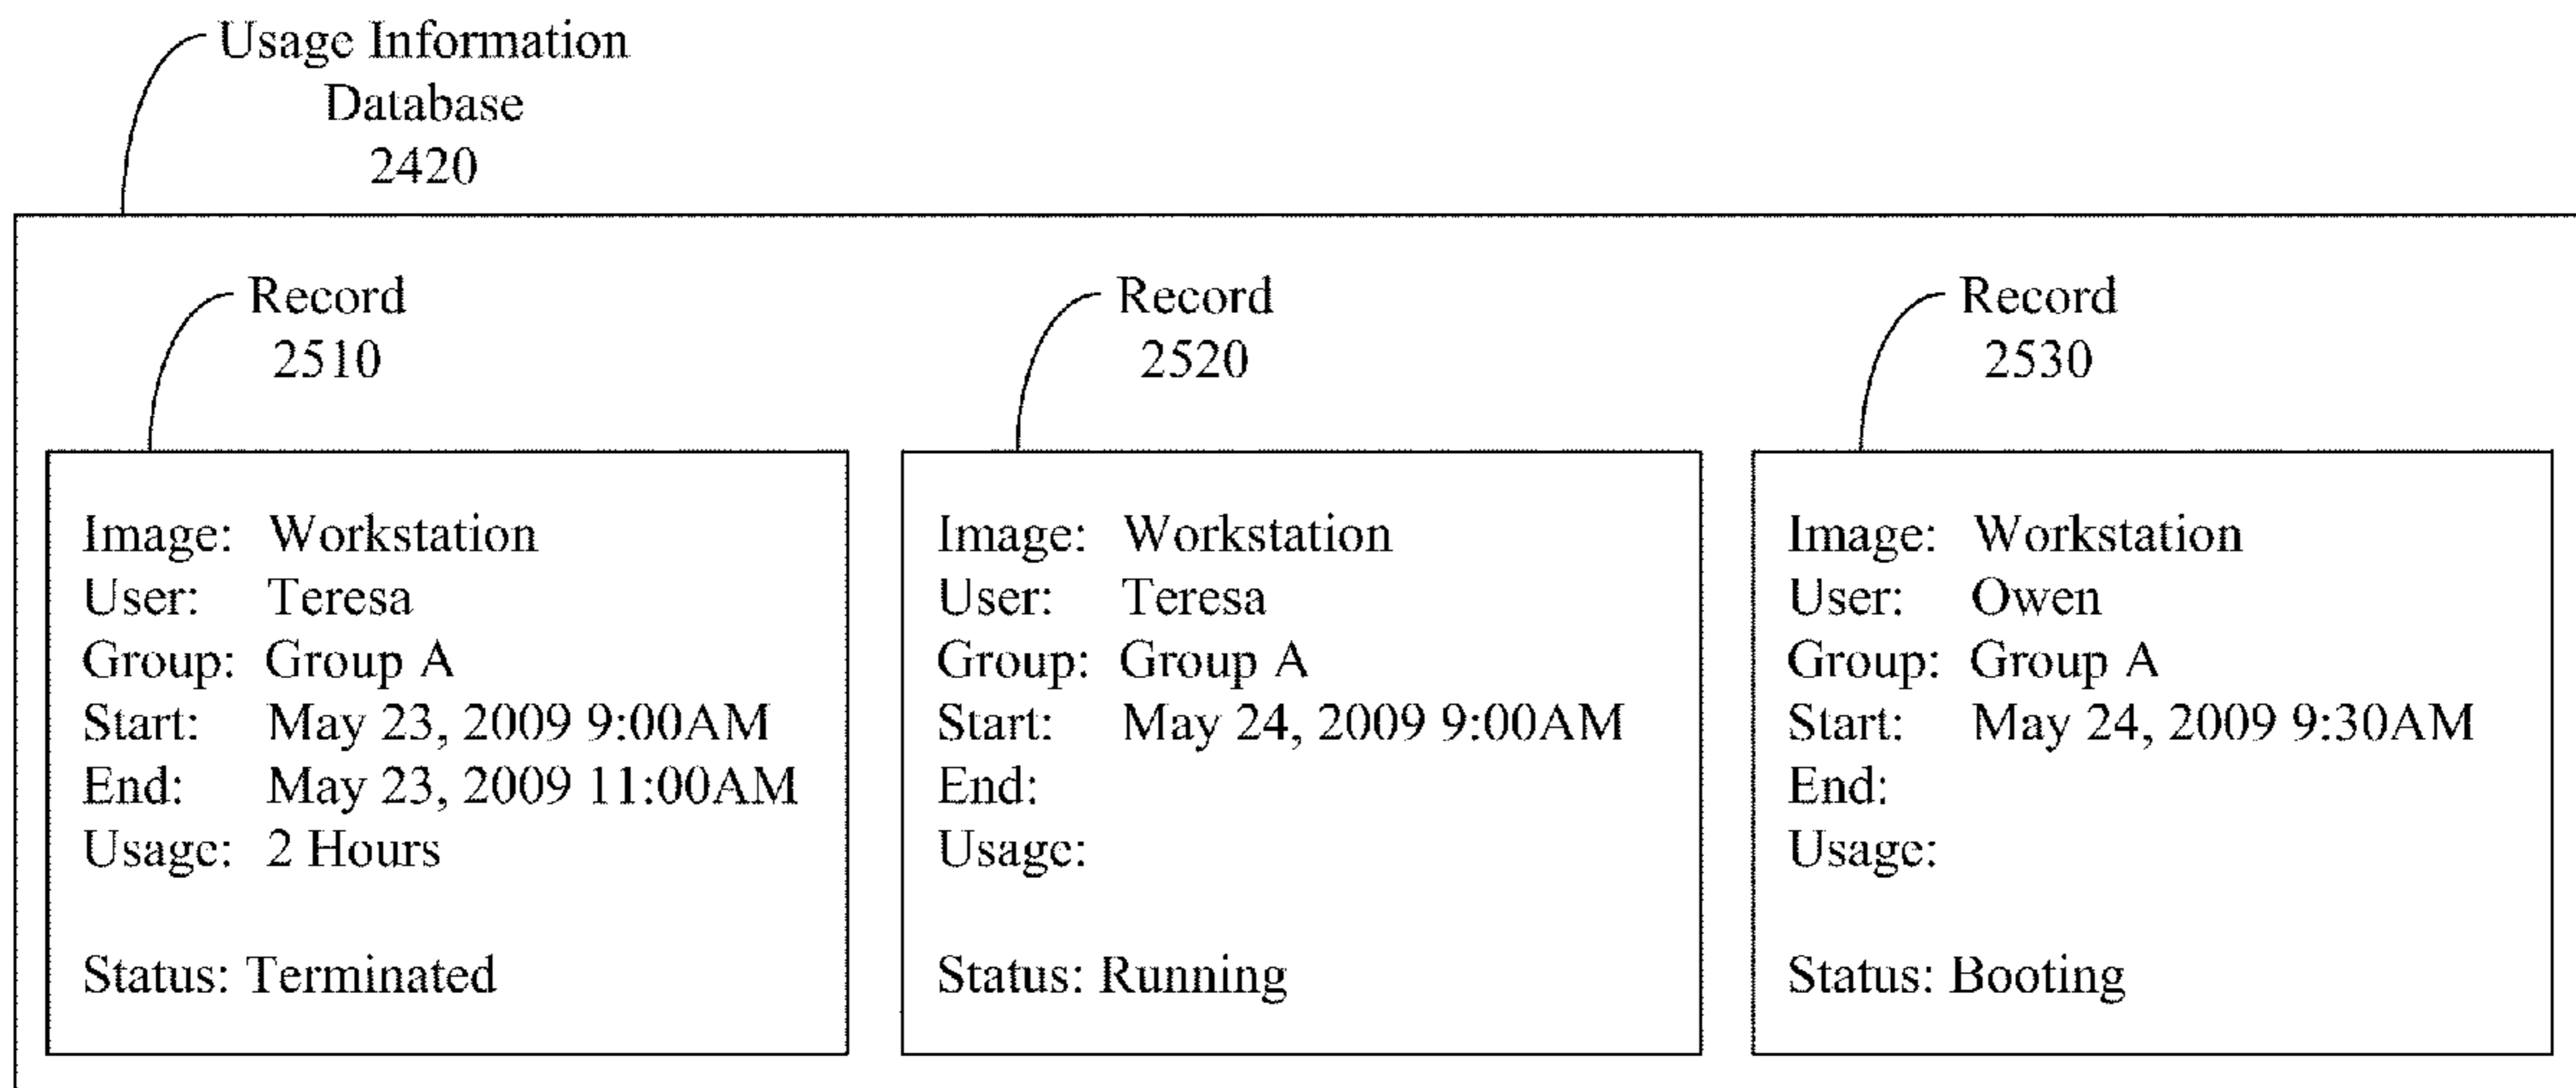 Usage Information
Database
2420
Record
2510
Record
2520
Record
2530
Image: Workstation
User: Teresa
Group: Group A
Start: May 23, 2009 9:00AM
End: May 23, 2009 11:00AM
Usage: 2 Hours
Status: Terminated
Image: Workstation
User: Teresa
Group: Group A
Start: May 24, 2009 9:00AM
End:
Usage:
Status: Running
Image: Workstation
User: Owen
Group: Group A
Start: May 24, 2009 9:30AM
End:
Usage:
Status: Booting